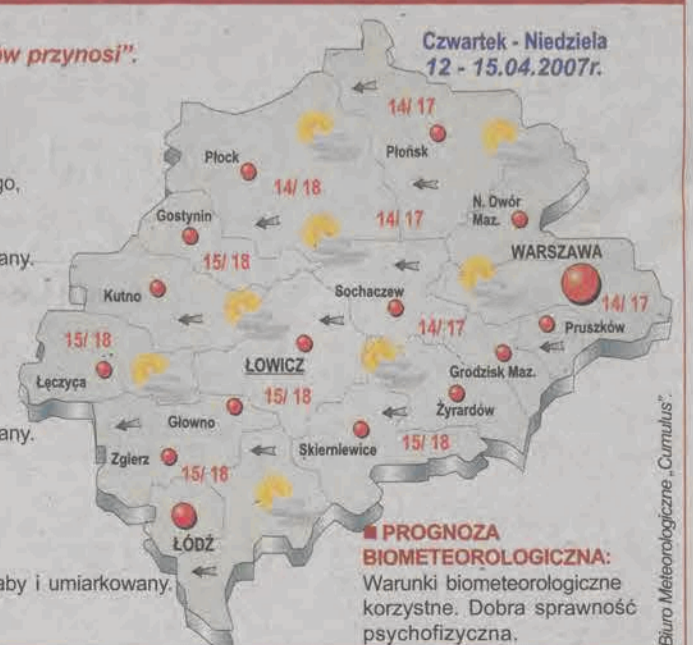 ów przynosi”.
Czwartek - Niedziela
12 - 15.04.2007r.
14/ 17
Płońsk
Płock
14/ 18
go,
N. Dwór
Maz.
Gostynin
14/ 17
any.
WARSZAWA
15/ 18
Kutno
Sochaczew
14/ 17
15/ 18
14/ 17
Pruszków
ŁOWICZ
Grodzisk Maz.
Łęczyca
15/ 18
Żyrardów
Głowno
any.
Skierniewice
15/ 18
Zgierz
15/ 18
ŁÓDŹ
aby i umiarkowany.
■ PROGNOZA
BIOMETEOROLOGICZNA:
Warunki biometeorologiczne
korzystne. Dobra sprawność
psychofizyczna.
Biuro Meteorologiczne „Cumulus”.